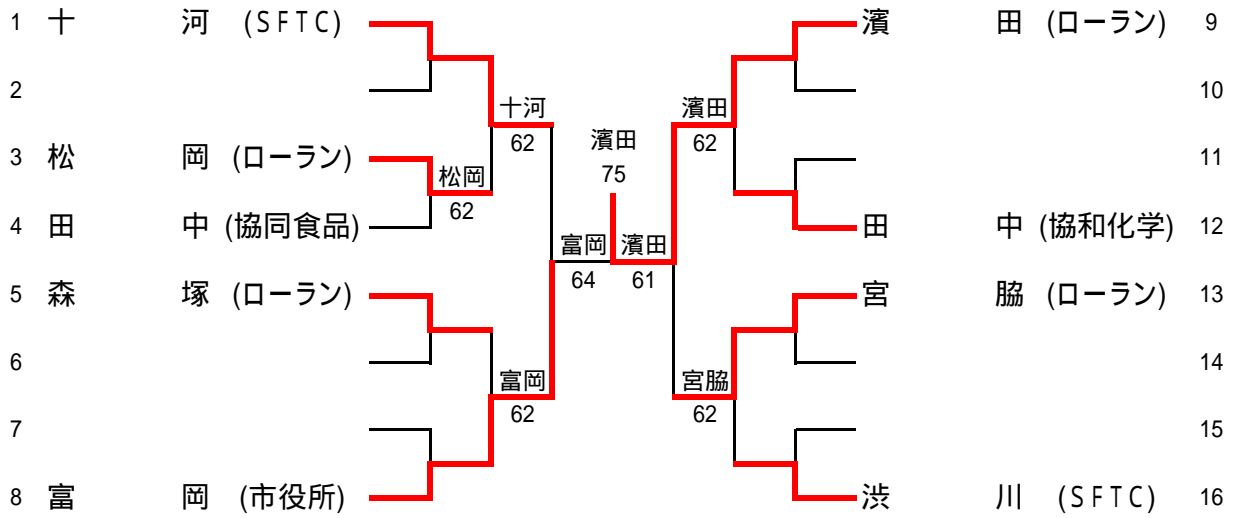 1 十 河 (SFTC)
2
3 松 岡 (ローラン)
4 田 中 (協同食品)
5 森 塚 (ローラン)
6
7
8 富 岡 (市役所)
十河
62
松岡
62
富岡
62
富岡
64
濱田
75
濱田
61
濱田
62
宮脇
62
濱 田 (ローラン) 9
10
11
田 中 (協和化学) 12
宮 脇 (ローラン) 13
14
15
渋 川 (SFTC) 16